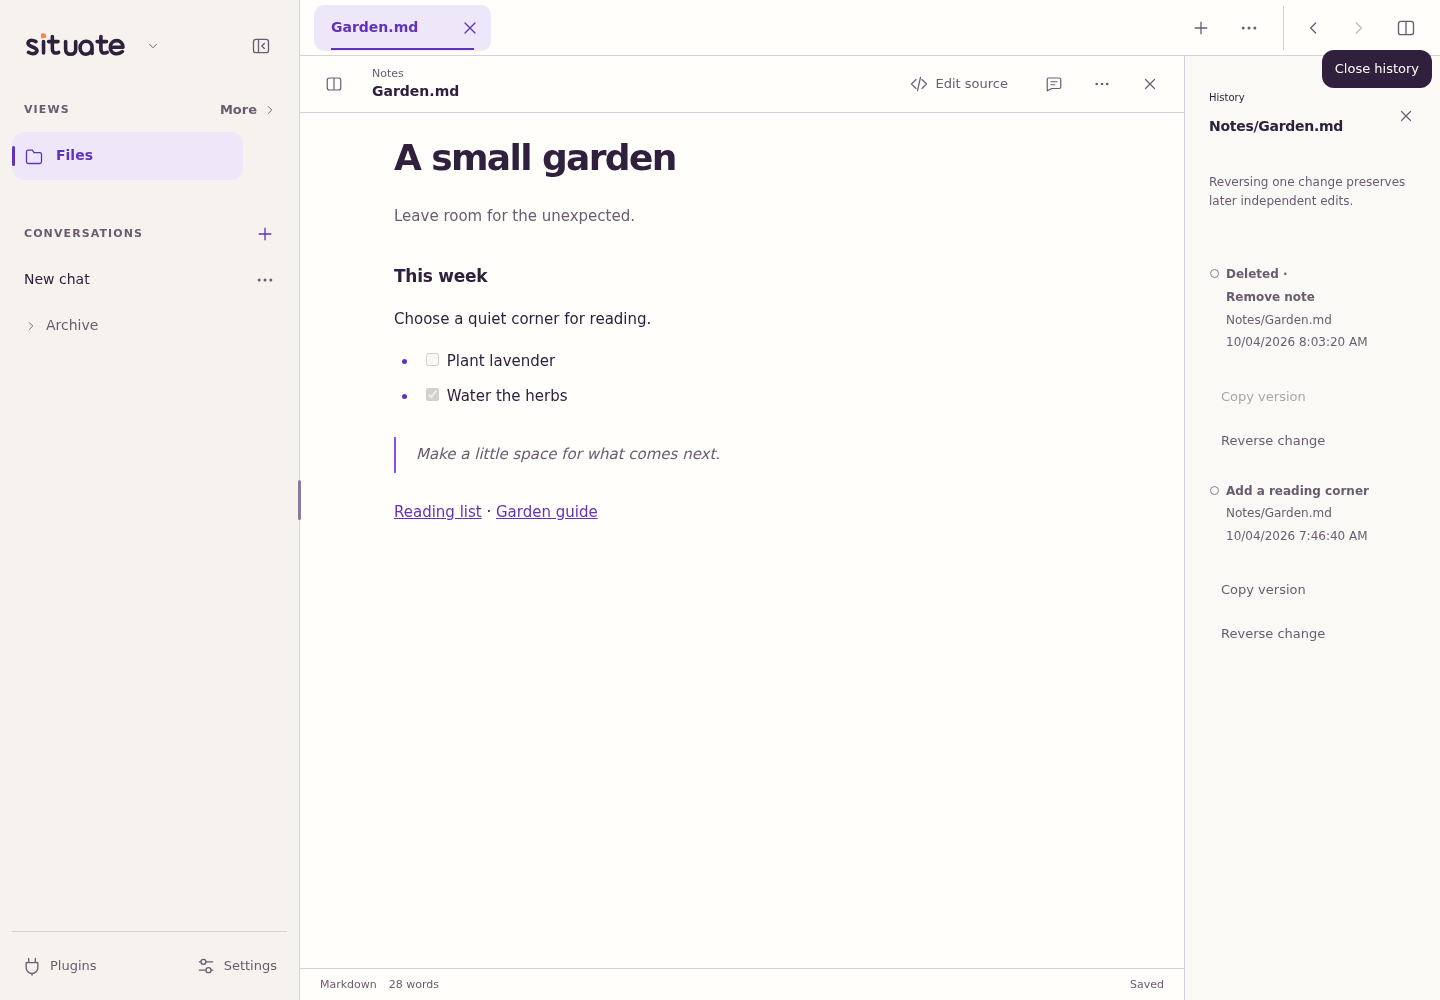 situate
VIEWS
More
Files
CONVERSATIONS
New chat
Archive
Plugins
Settings
Garden.md
Close history
Notes
Garden.md
Edit source
A small garden
Leave room for the unexpected.
This week
Choose a quiet corner for reading.
Plant lavender
Water the herbs
Make a little space for what comes next.
Reading list · Garden guide
Markdown 28 words
Saved
History
Notes/Garden.md
Reversing one change preserves
later independent edits.
Deleted ·
Remove note
Notes/Garden.md
10/04/2026 8:03:20 AM
Copy version
Reverse change
Add a reading corner
Notes/Garden.md
10/04/2026 7:46:40 AM
Copy version
Reverse change